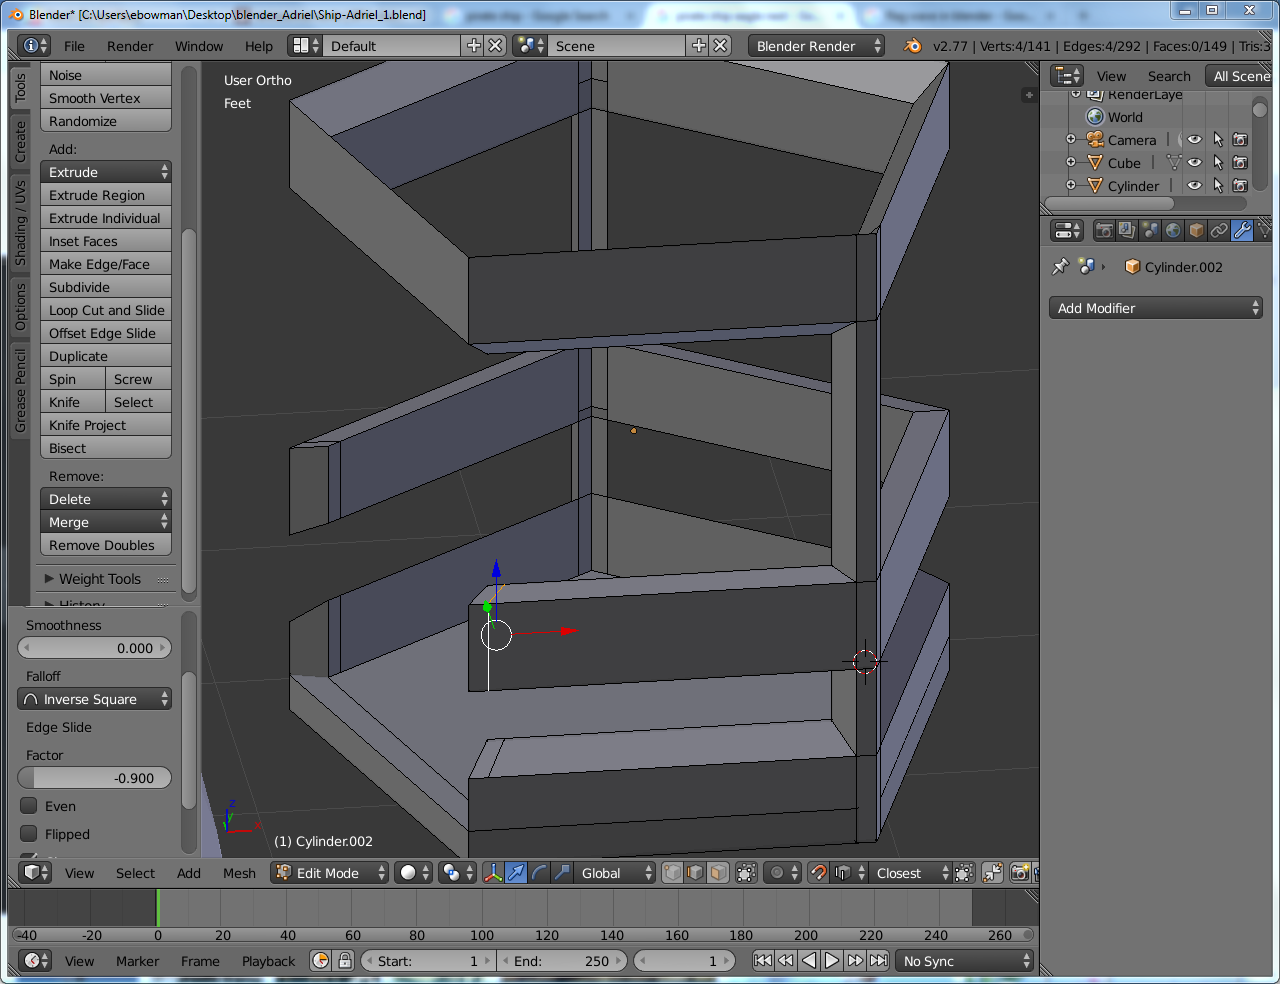 Blender* [C:\Users\ebowman\Desktop\blender_Adriel\Ship-Adriel_1.blend]
File Render Window Help Default Scene Blender Render v2.77 | Verts:4/141 | Edges:4/292 | Faces:0/149 | Tris:3
Tools
Create
Shading / UVs
Options
Grease Pencil
Noise
Smooth Vertex
Randomize
Add:
Extrude
Extrude Region
Extrude Individual
Inset Faces
Make Edge/Face
Subdivide
Loop Cut and Slide
Offset Edge Slide
Duplicate
Spin Screw
Knife Select
Knife Project
Bisect
Remove:
Delete
Merge
Remove Doubles
Weight Tools
History
Smoothness
0.000
Falloff
Inverse Square
Edge Slide
Factor
-0.900
Even
Flipped
User Ortho
Feet
z
y
x
(1) Cylinder.002
View Search All Scene
RenderLaye
World
Camera
Cube
Cylinder
Cylinder.002
Add Modifier
View Select Add Mesh Edit Mode Global Closest
-40 -20 0 20 40 60 80 100 120 140 160 180 200 220 240 260
View Marker Frame Playback Start: 1 End: 250 1 No Sync